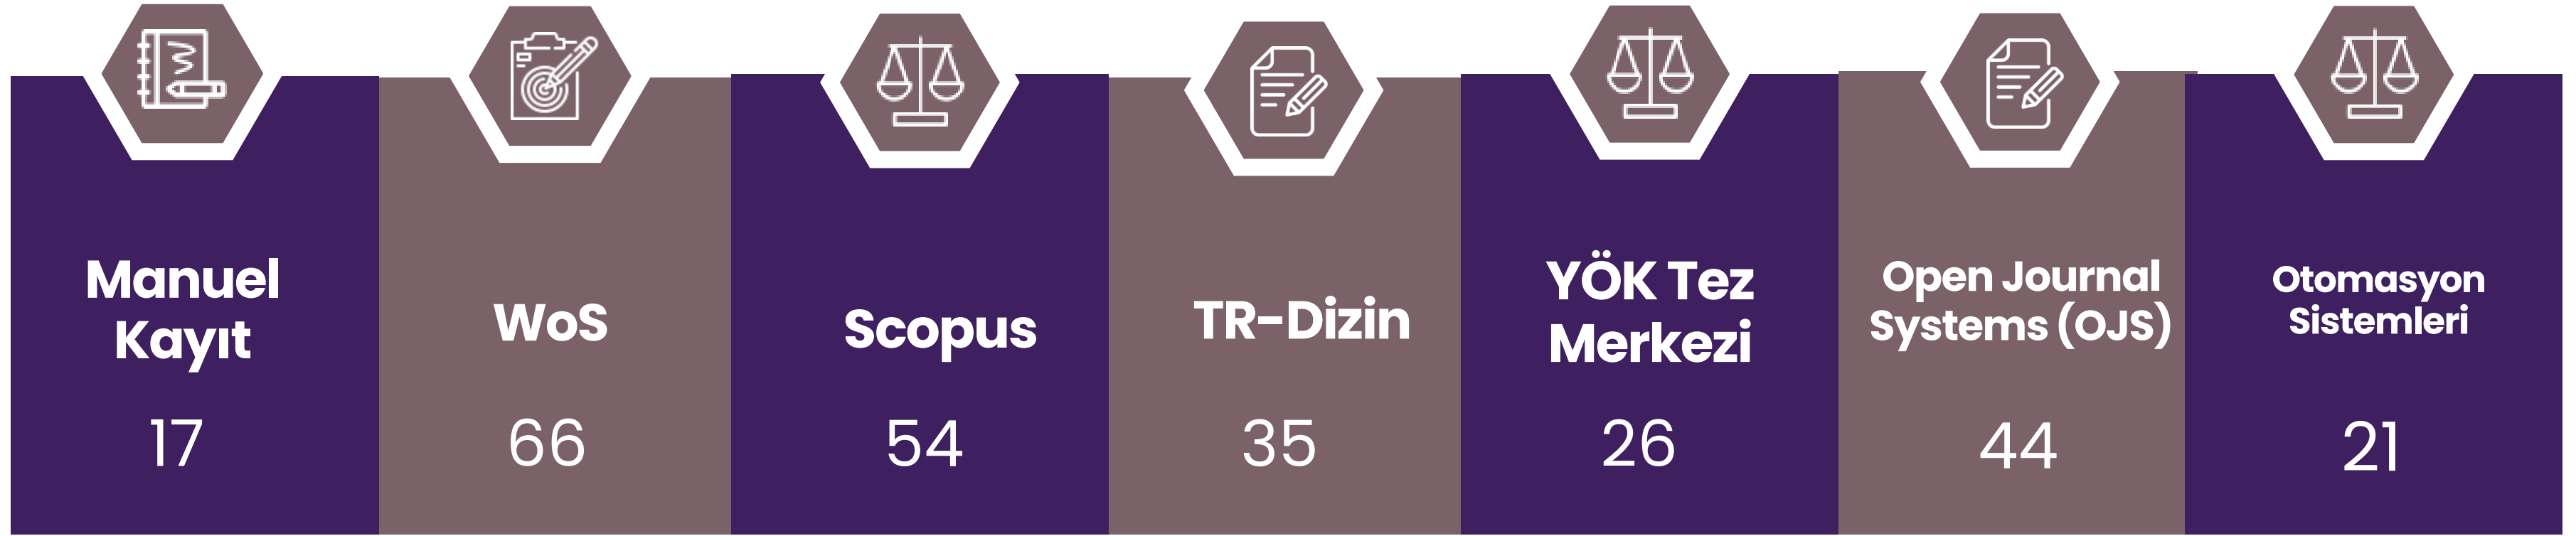 Manuel
Kayıt
17
WoS
66
Scopus
54
TR-Dizin
35
YÖK Tez
Merkezi
26
Open Journal
Systems (OJS)
44
Otomasyon
Sistemleri
21